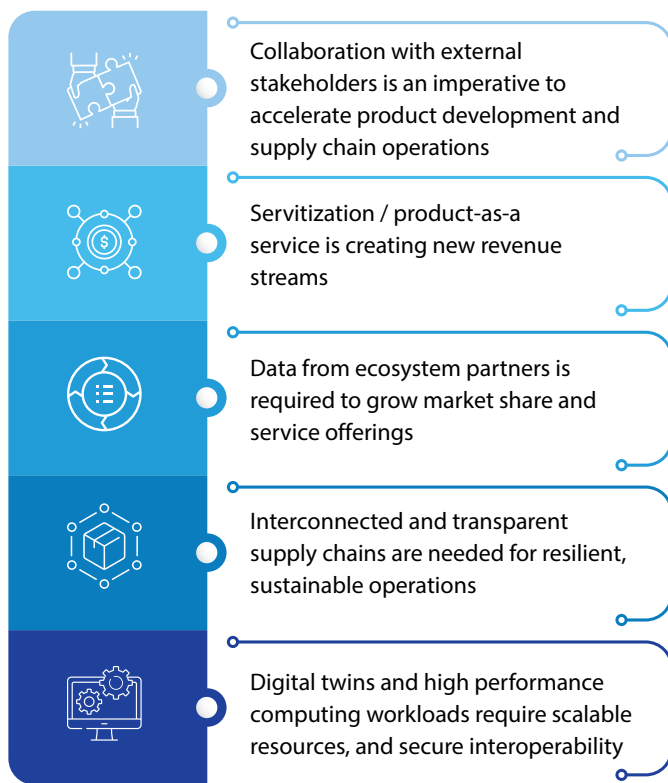 Collaboration with external
stakeholders is an imperative to
accelerate product development and
supply chain operations
$
Servitization / product-as-a
service is creating new revenue
streams
Data from ecosystem partners is
required to grow market share and
service offerings
Interconnected and transparent
supply chains are needed for resilient,
sustainable operations
Digital twins and high performance
computing workloads require scalable
resources, and secure interoperability